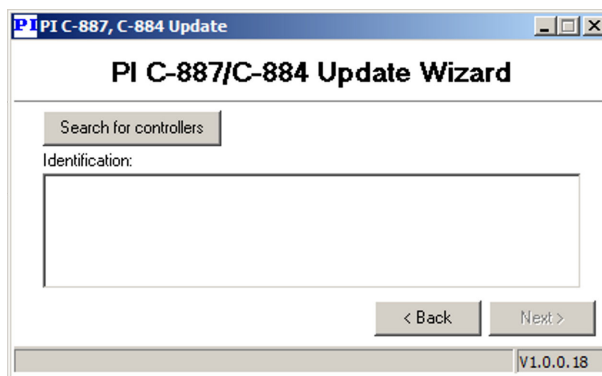 PI PI C-887, C-884 Update
PI C-887/C-884 Update Wizard
Search for controllers
Identification:
< Back Next >
V1.0.0.18